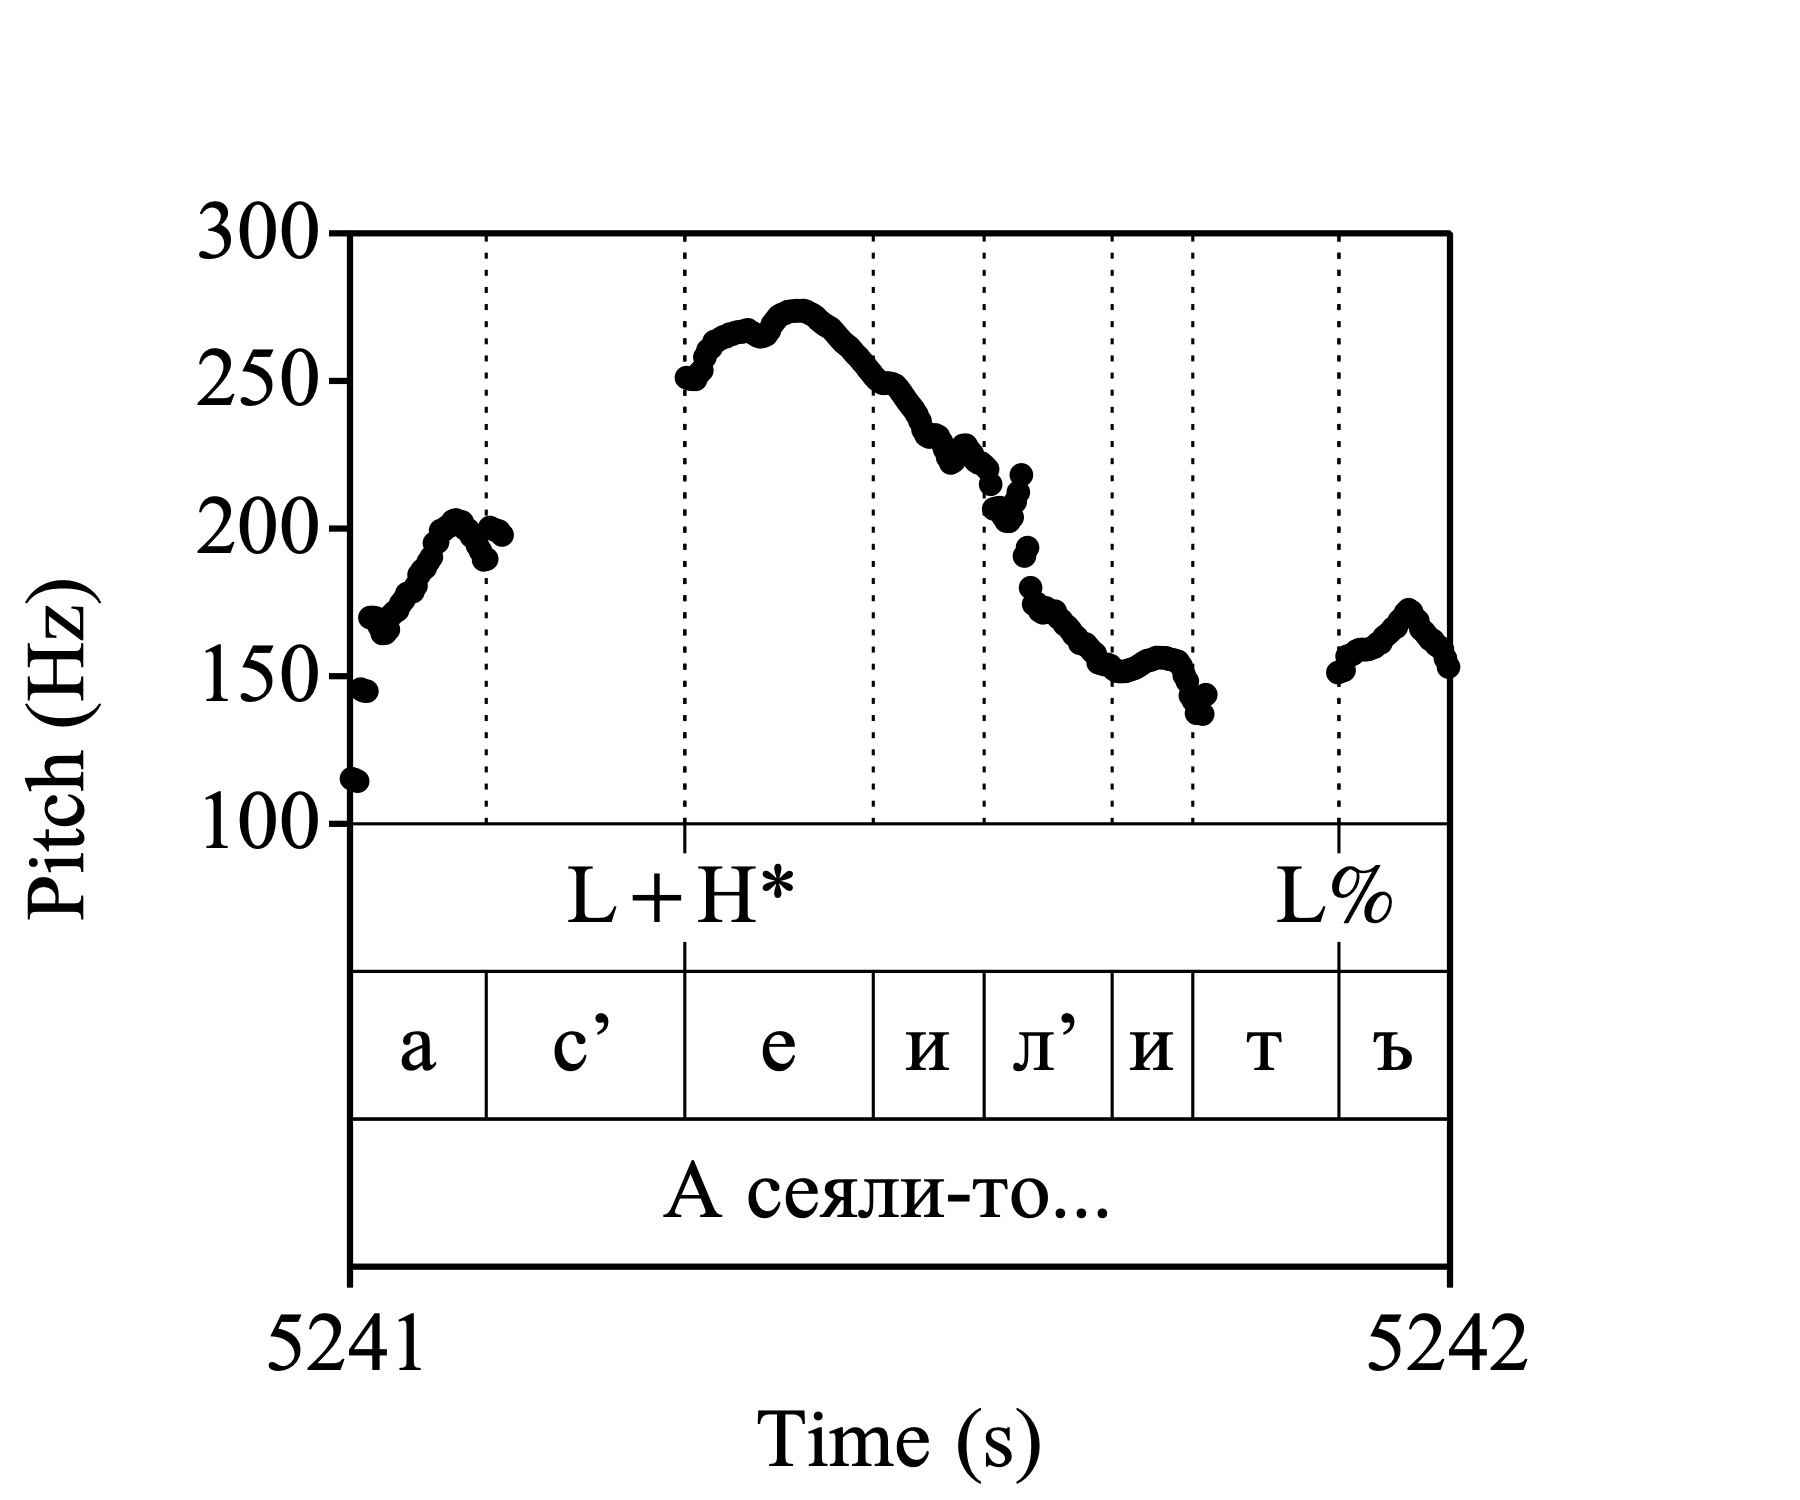 300
250
200
150
100
Pitch (Hz)
L+H* L%
а с’ е и л’ и т ъ
А сеяли-то...
5241 5242
Time (s)